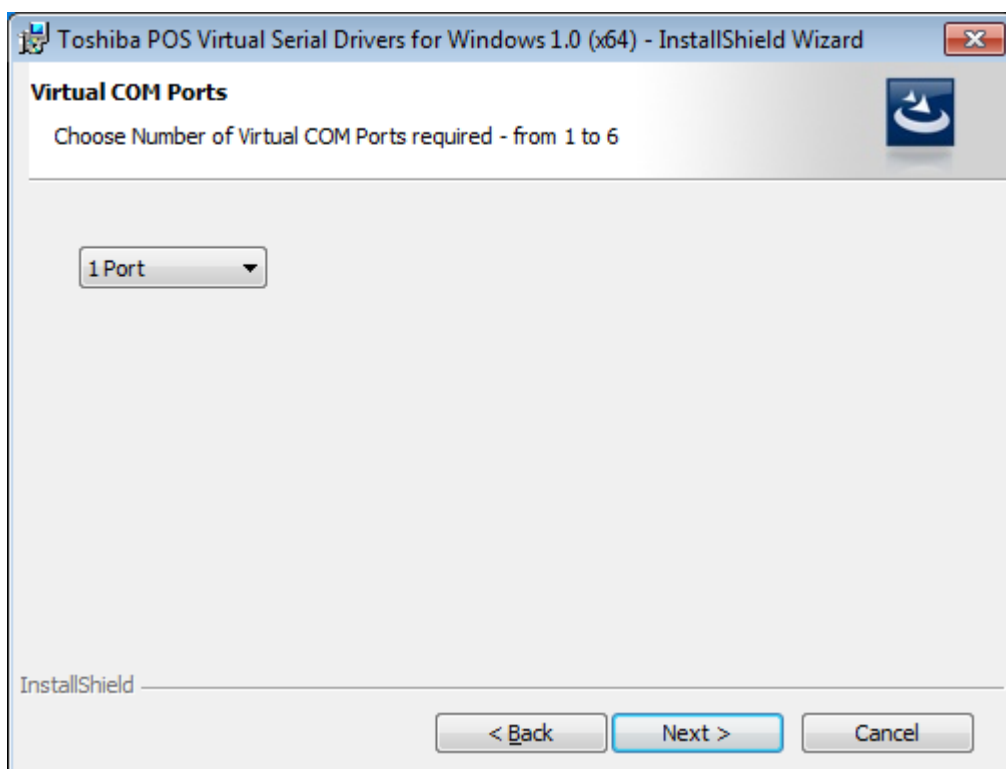 Toshiba POS Virtual Serial Drivers for Windows 1.0 (x64) - InstallShield Wizard
Virtual COM Ports
Choose Number of Virtual COM Ports required - from 1 to 6
1 Port
InstallShield
< Back Next > Cancel